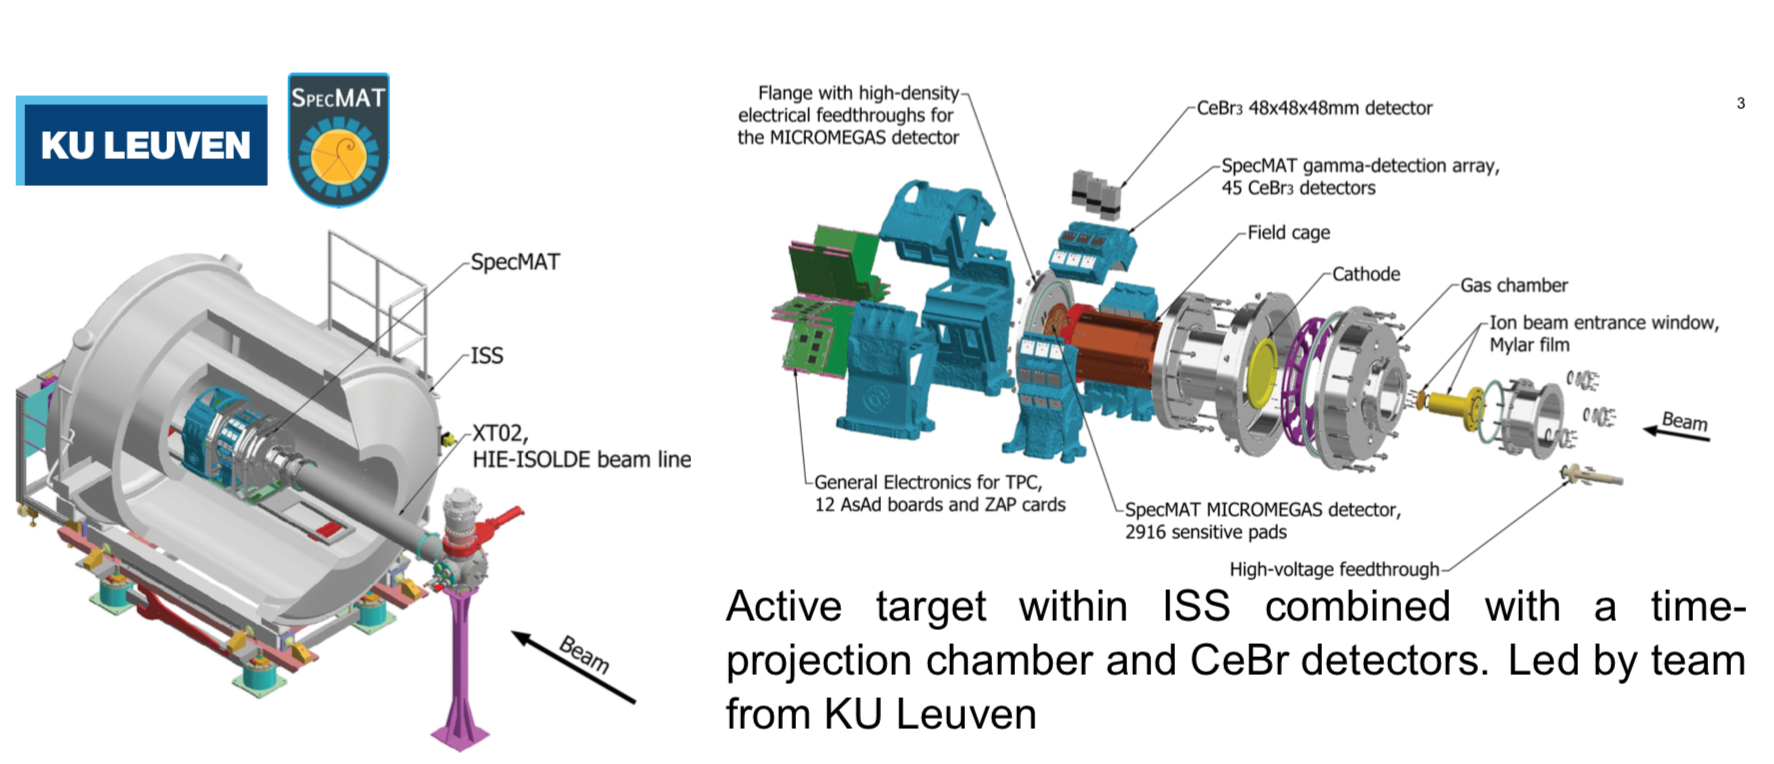 KU LEUVEN
SPECMAT
SpecMAT
ISS
XT02,
HIE-ISOLDE beam line
Beam
Flange with high-density
electrical feedthroughs for
the MICROMEGAS detector
CeBr3 48x48x48mm detector
3
SpecMAT gamma-detection array,
45 CeBr3 detectors
Field cage
Cathode
Gas chamber
Ion beam entrance window,
Mylar film
Beam
General Electronics for TPC,
12 AsAd boards and ZAP cards
SpecMAT MICROMEGAS detector,
2916 sensitive pads
High-voltage feedthrough
Active target within ISS combined with a time-
projection chamber and CeBr detectors. Led by team
from KU Leuven